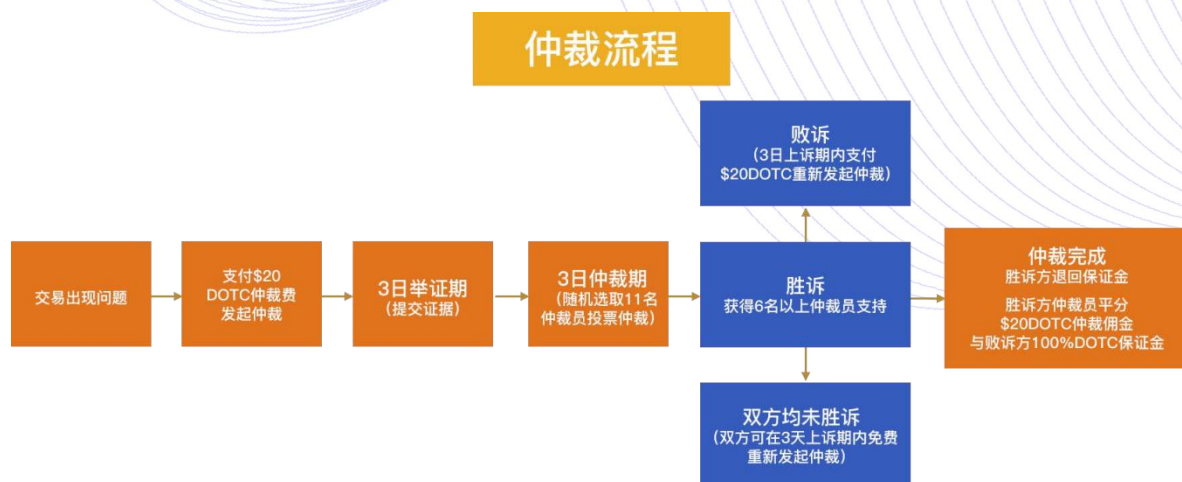 仲裁流程
交易出现问题
支付$20
DOTC仲裁费
发起仲裁
3日举证期
(提交证据)
3日仲裁期
(随机选取11名
仲裁员投票仲裁)
败诉
(3日上诉期内支付
$20DOTC重新发起仲裁)
胜诉
获得6名以上仲裁员支持
双方均未胜诉
(双方可在3天上诉期内免费
重新发起仲裁)
仲裁完成
胜诉方退回保证金
胜诉方仲裁员平分
$20DOTC仲裁佣金
与败诉方100%DOTC保证金